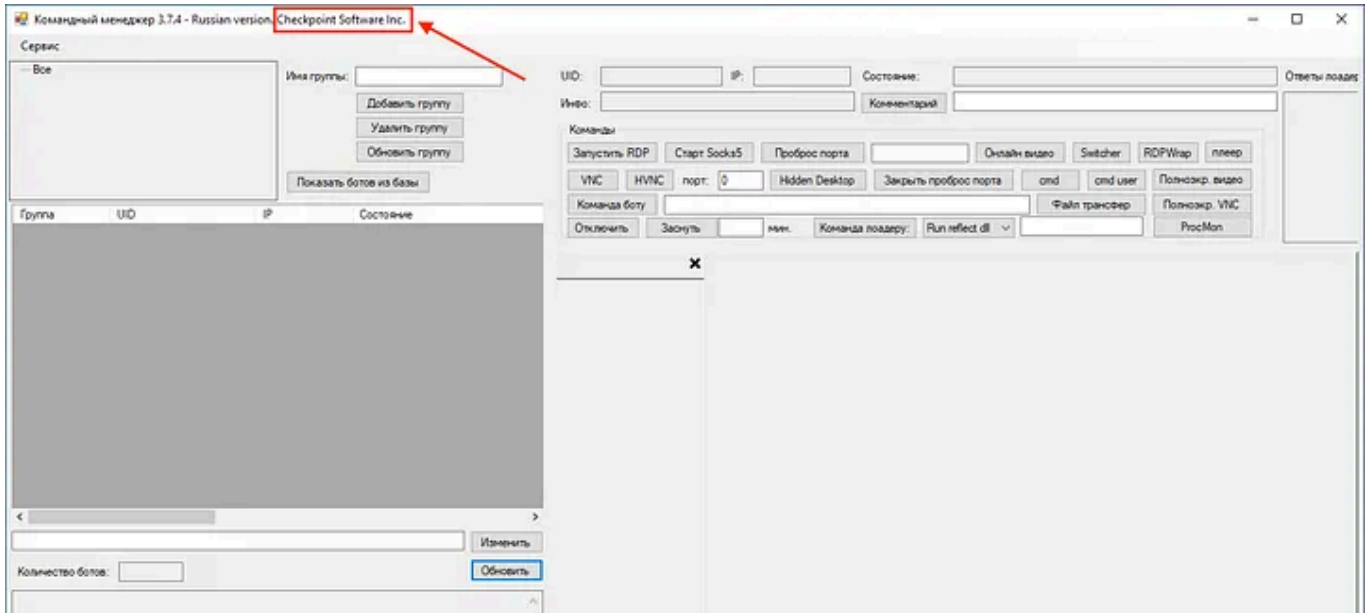 Командный менеджер 3.7.4 - Russian version. Checkpoint Software Inc.
Сервис
Все
Имя группы:
Добавить группу
Удалить группу
Обновить группу
Показать ботов из базы
Группа UID IP Состояние
Изменить
Количество ботов: Обновить
UID: IP: Состояние:
Инфо: Комментарий
Ответы лоадер
Команды
Запустить RDP Старт Socks5 Проброс порта Онлайн видео Switcher RDPWrap плеер
VNC HVNC порт: 0 Hidden Desktop Закрыть проброс порта cmd cmd user Полноэкр. видео
Команда боту Файл трансфер Полноэкр. VNC
Отключить Заснуть мин. Команда лоадеру: Run reflect dll ProcMon